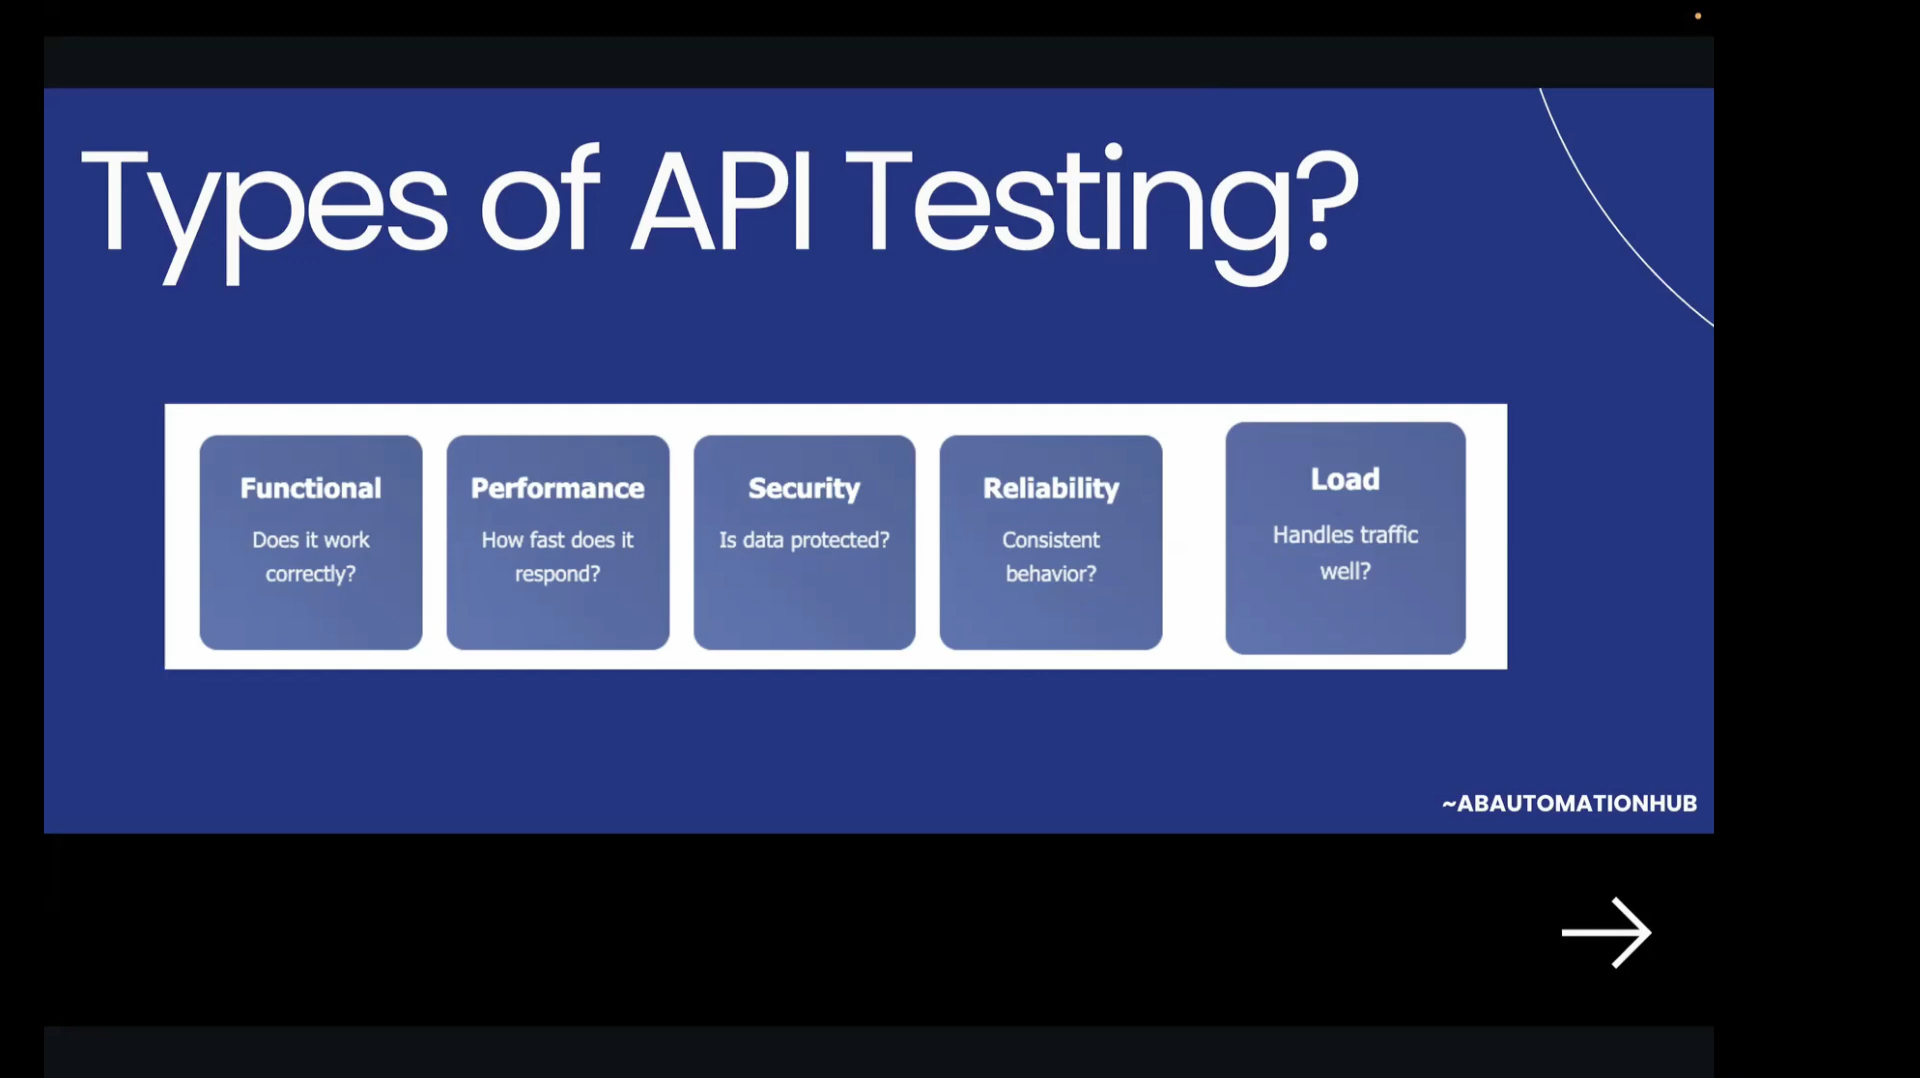 Types of API Testing?
Functional
Does it work
correctly?
Performance
How fast does it
respond?
Security
Is data protected?
Reliability
Consistent
behavior?
Load
Handles traffic
well?
~ABAUTOMATIONHUB